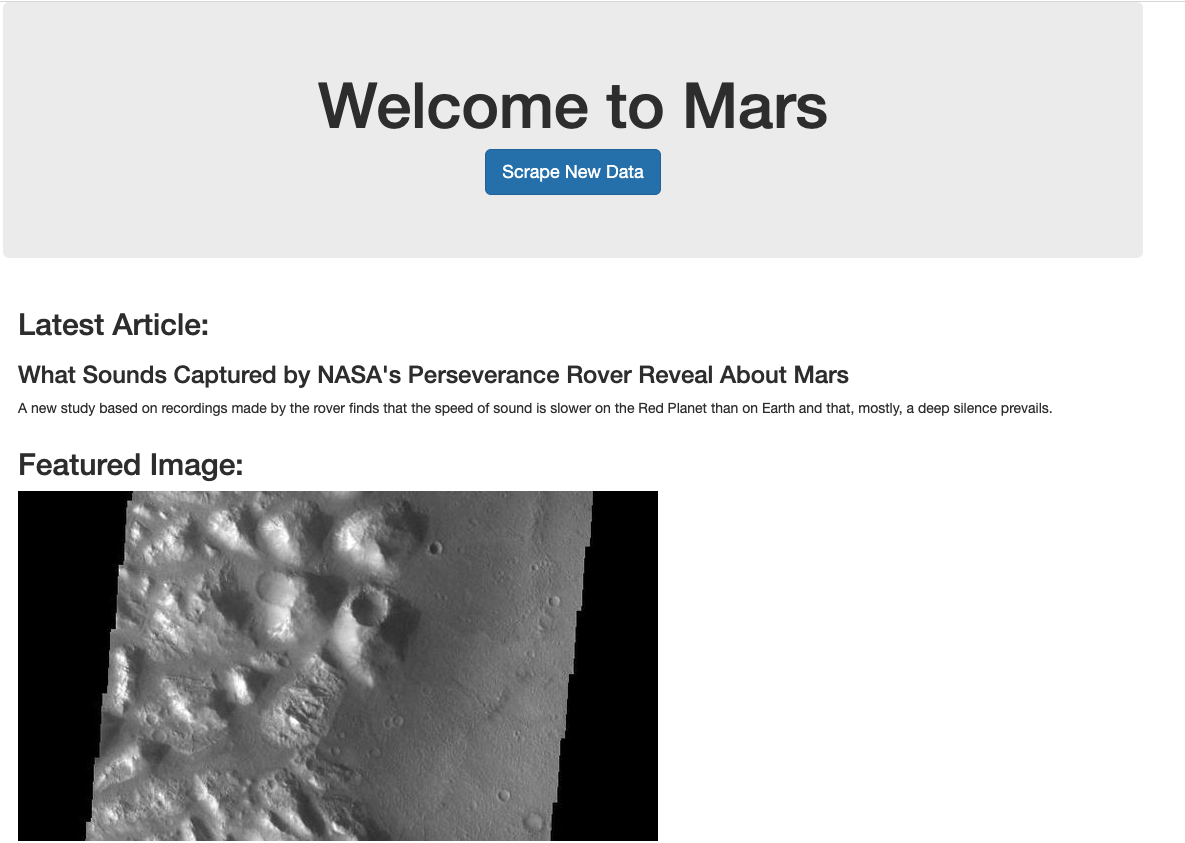 Welcome to Mars
Scrape New Data
Latest Article:
What Sounds Captured by NASA's Perseverance Rover Reveal About Mars
A new study based on recordings made by the rover finds that the speed of sound is slower on the Red Planet than on Earth and that, mostly, a deep silence prevails.
Featured Image: